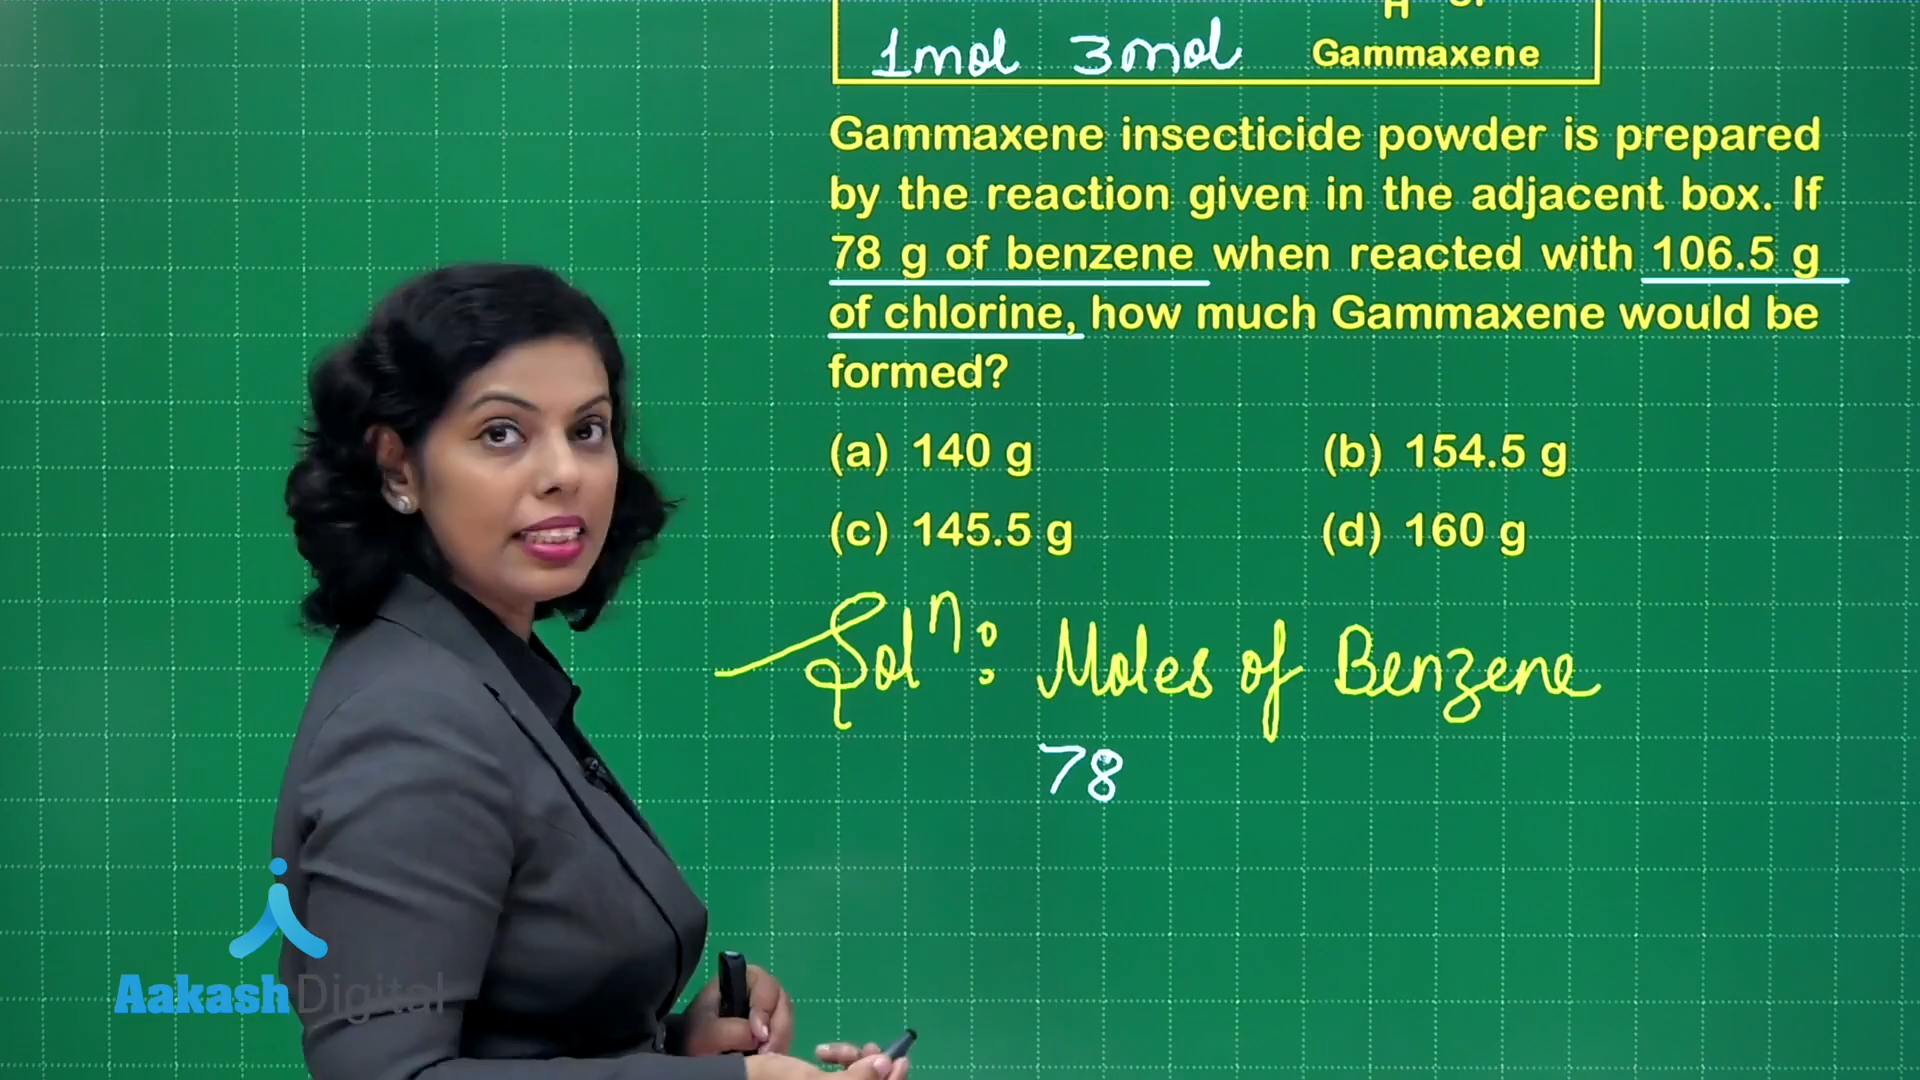 H Cl
1mol 3mol Gammaxene
Gammaxene insecticide powder is prepared
by the reaction given in the adjacent box. If
78 g of benzene when reacted with 106.5 g
of chlorine, how much Gammaxene would be
formed?
(a) 140 g (b) 154.5 g
(c) 145.5 g (d) 160 g
Solⁿ: Moles of Benzene
78
Aakash Digital